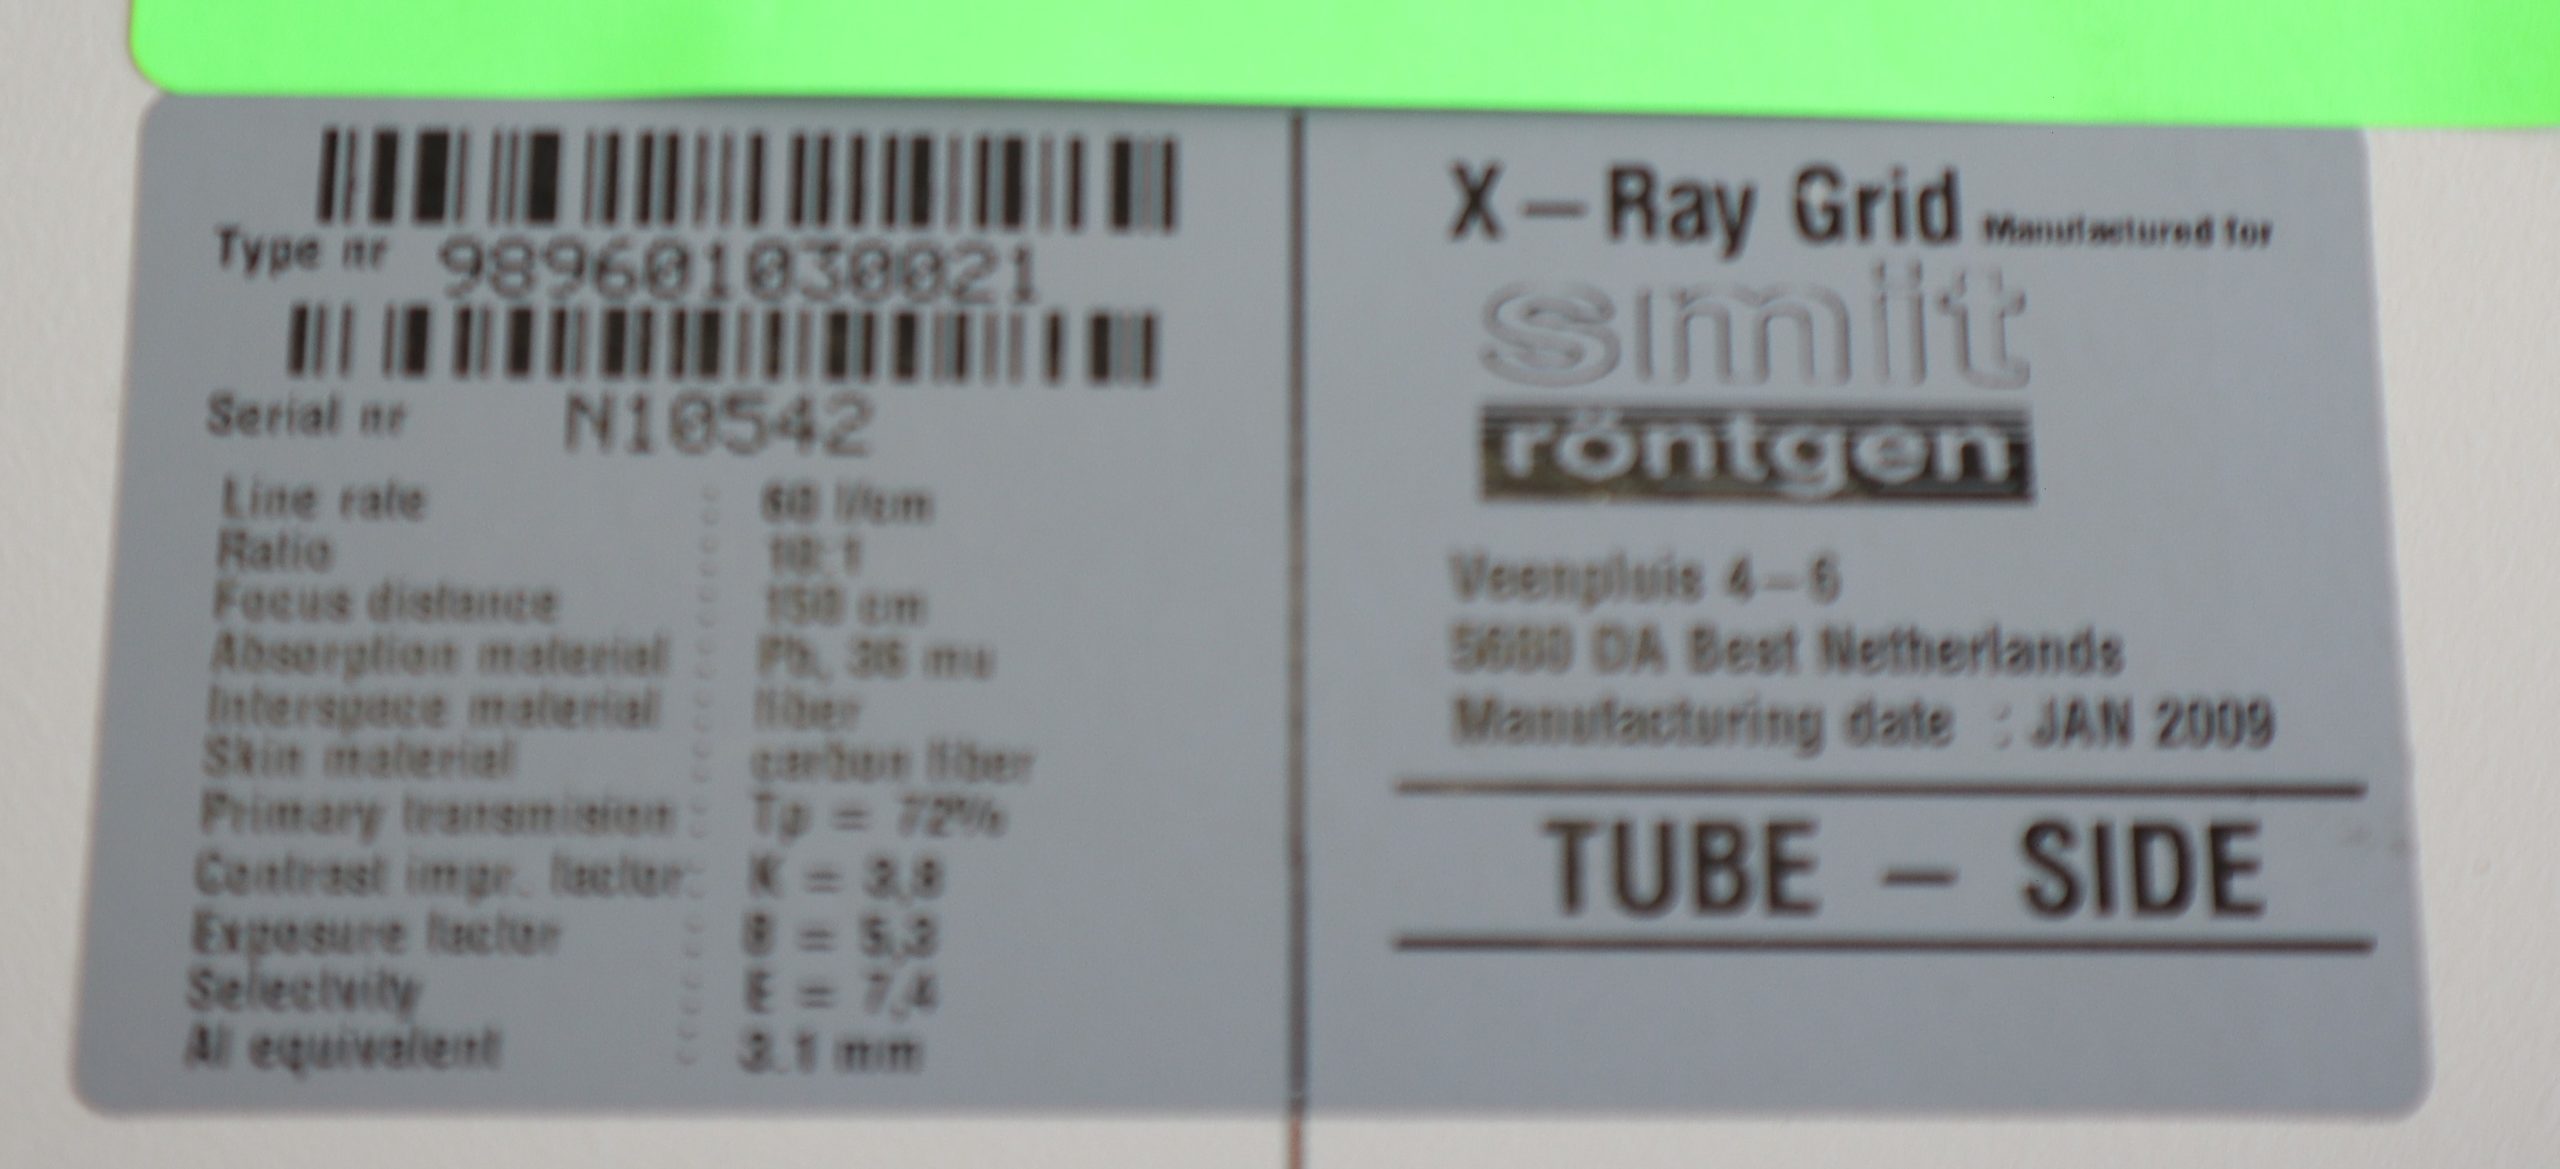 Type nr 989601030021
Serial nr N10542
Line rate : 60 l/cm
Ratio : 10:1
Focus distance : 150 cm
Absorption material : Pb, 36 mu
Interspace material : fiber
Skin material : carbon fiber
Primary transmision : Tp = 72%
Contrast impr. factor: K = 3,8
Exposure factor : B = 5,3
Selectvity : E = 7,4
Al equivalent : 3.1 mm
X-Ray Grid Manufactured for
smit
röntgen
Veenpluis 4-6
5680 DA Best Netherlands
Manufacturing date : JAN 2009
TUBE - SIDE